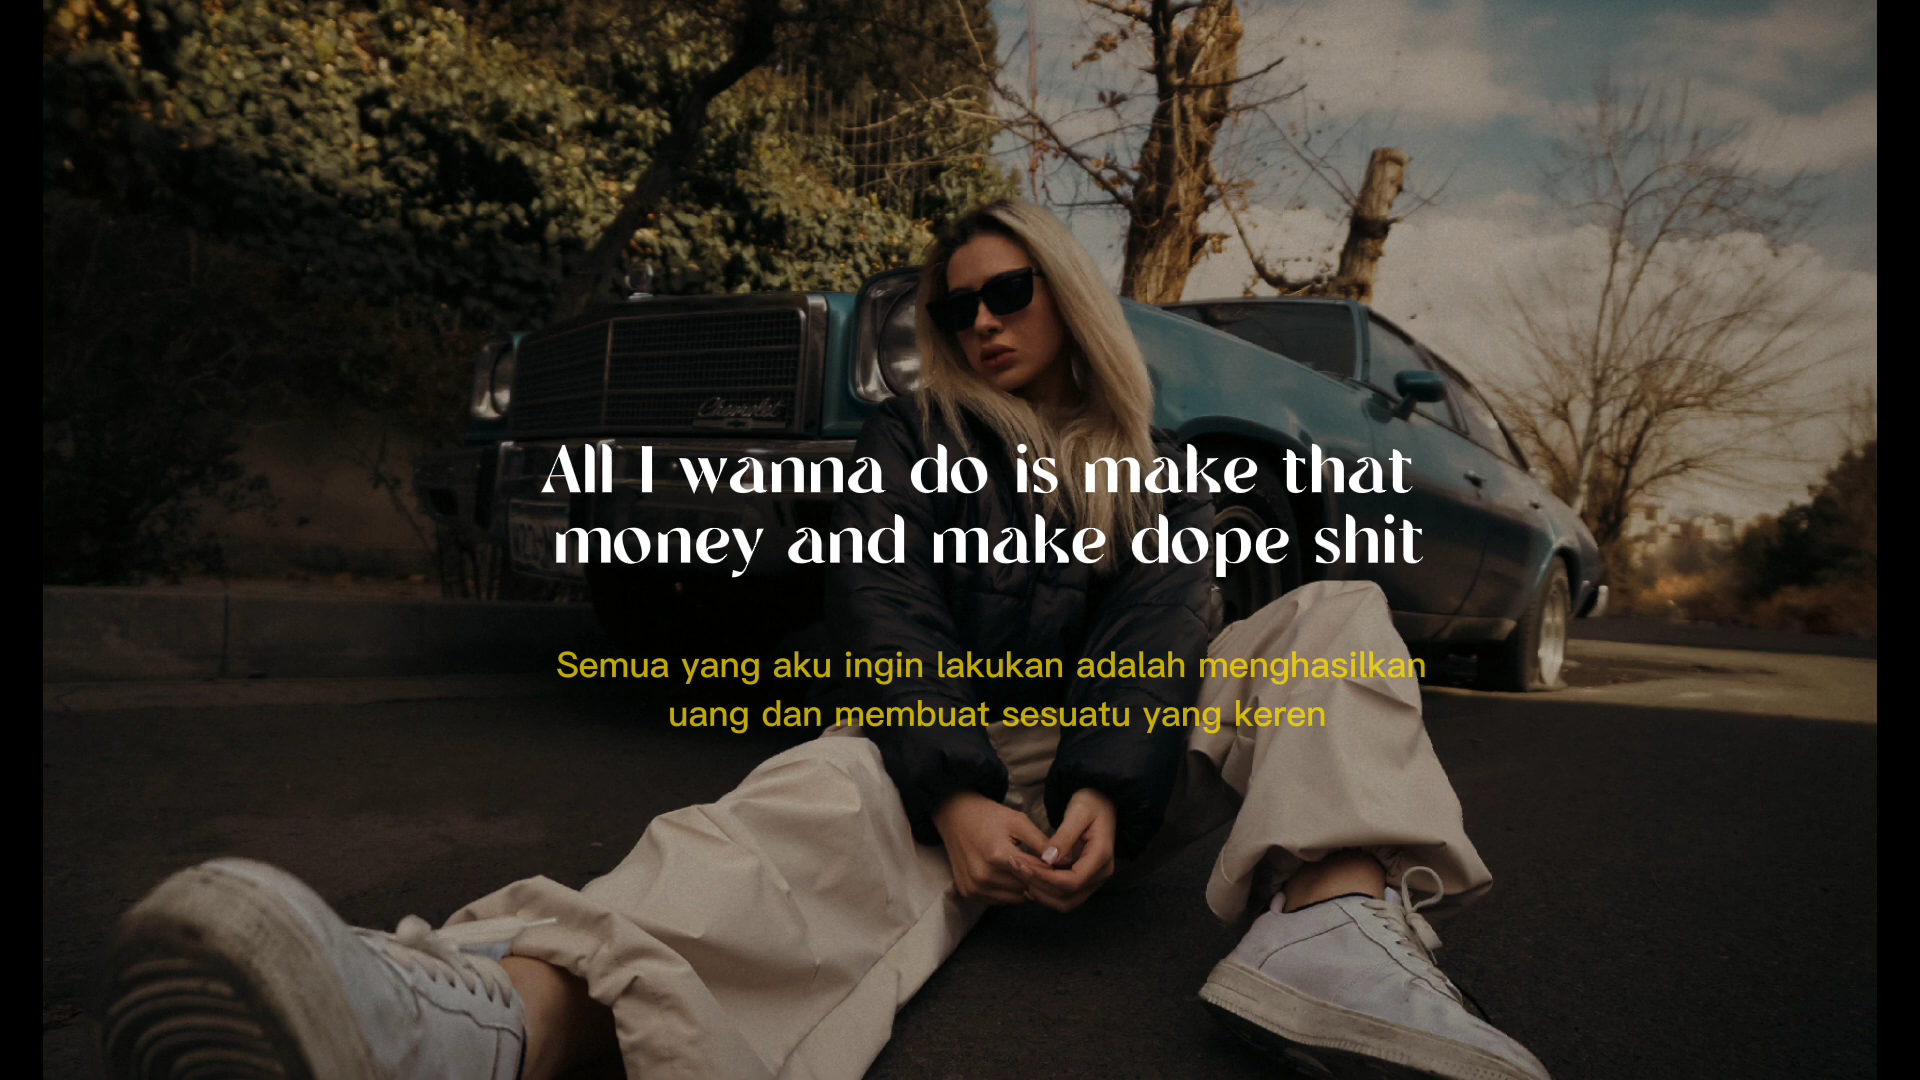 Chevrolet
All I wanna do is make that
money and make dope shit
Semua yang aku ingin lakukan adalah menghasilkan
uang dan membuat sesuatu yang keren